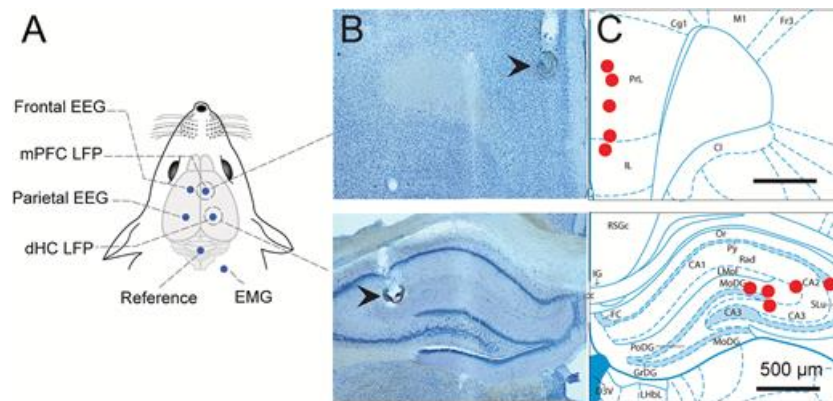 A
Frontal EEG
mPFC LFP
Parietal EEG
dHC LFP
Reference
EMG
B
C
Cg1
M1
Fr3
PrL
IL
Cl
RSGc
Or
Py
CA1
Rad
LMol
MoDG
CA2
SLu
IG
FC
CA3
CA3
PoDG
MoDG
GrDG
D3V
LHbL
500 µm